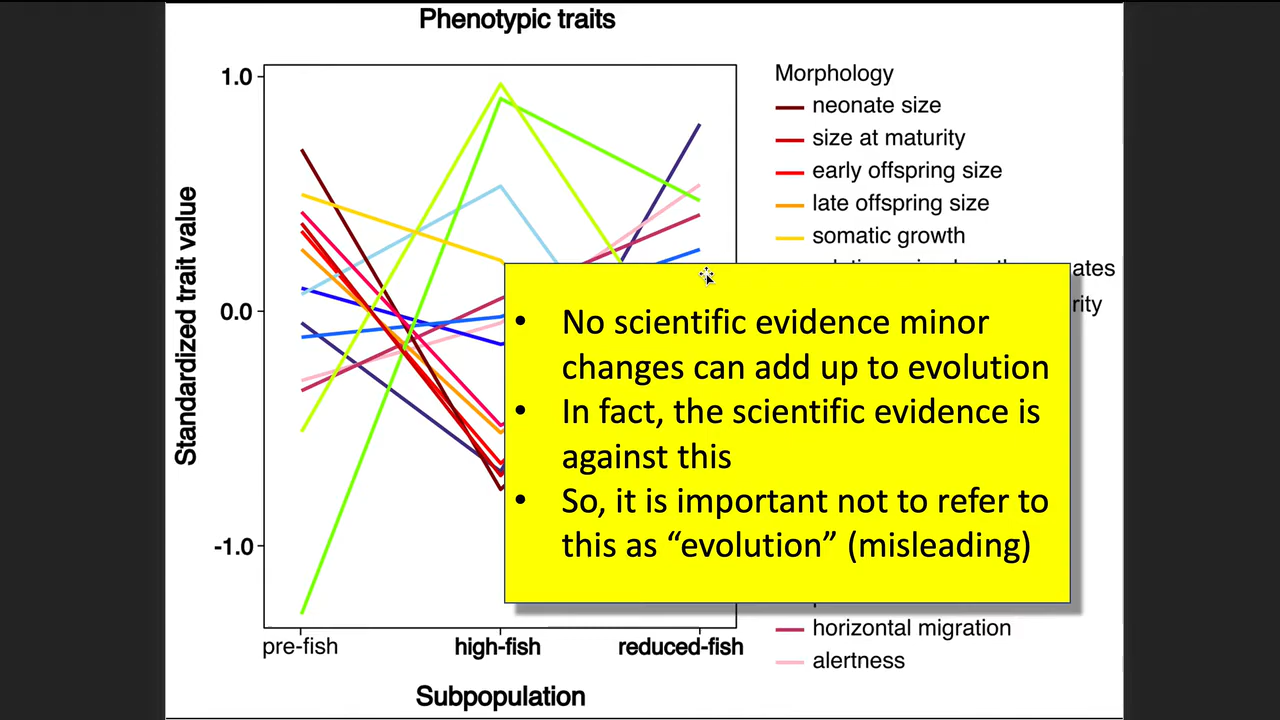 Phenotypic traits
Standardized trait value
1.0
0.0
-1.0
pre-fish
high-fish
reduced-fish
Subpopulation
Morphology
neonate size
size at maturity
early offspring size
late offspring size
somatic growth
ates
rity
No scientific evidence minor
changes can add up to evolution
In fact, the scientific evidence is
against this
So, it is important not to refer to
this as “evolution” (misleading)
horizontal migration
alertness